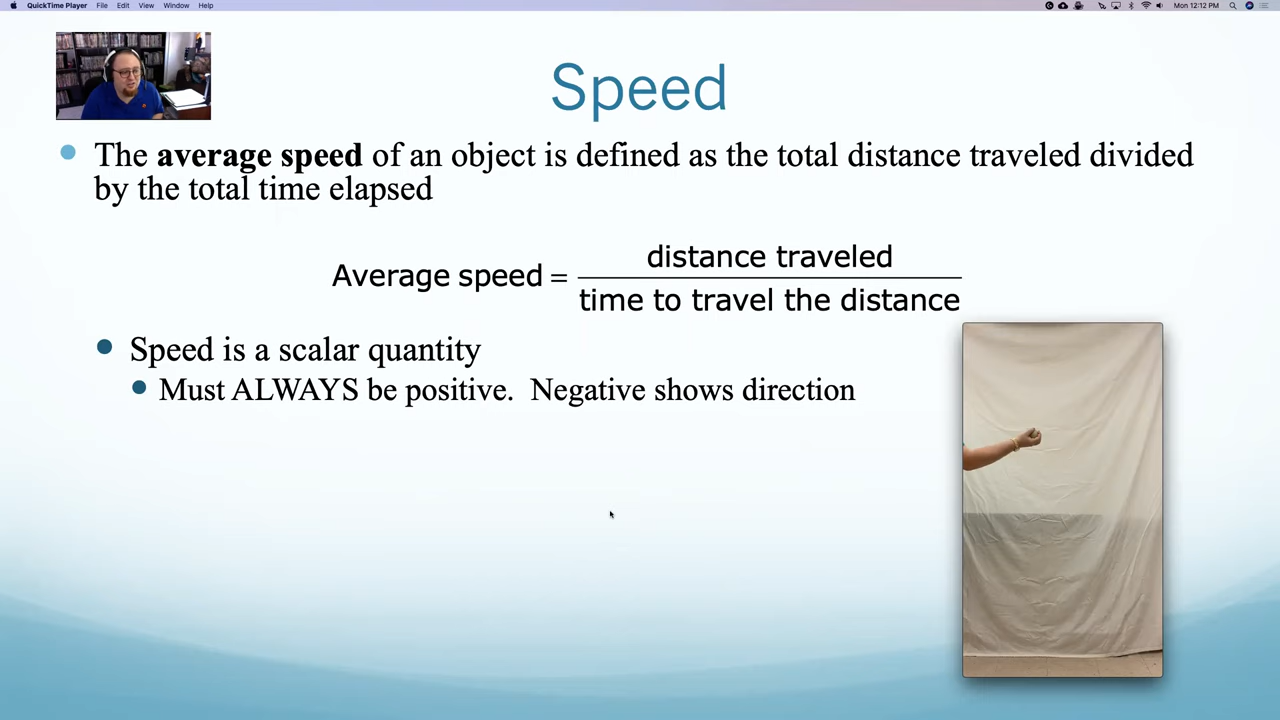 QuickTime Player File Edit View Window Help Mon 12:12 PM
Speed
The average speed of an object is defined as the total distance traveled divided
by the total time elapsed
Average speed = distance traveled
time to travel the distance
Speed is a scalar quantity
Must ALWAYS be positive. Negative shows direction